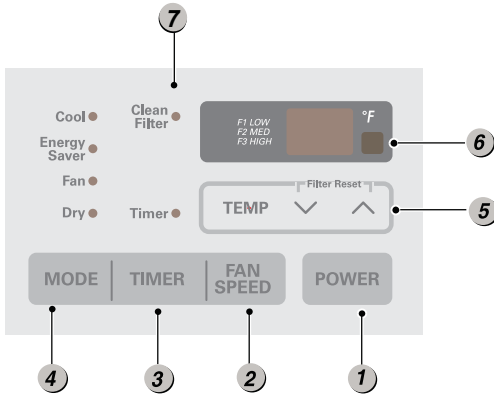 7
Cool
Clean
Filter
F1 LOW
F2 MED
F3 HIGH
°F
6
Energy
Saver
Fan
Filter Reset
Dry
Timer
TEMP
5
MODE
TIMER
FAN
SPEED
POWER
4
3
2
1